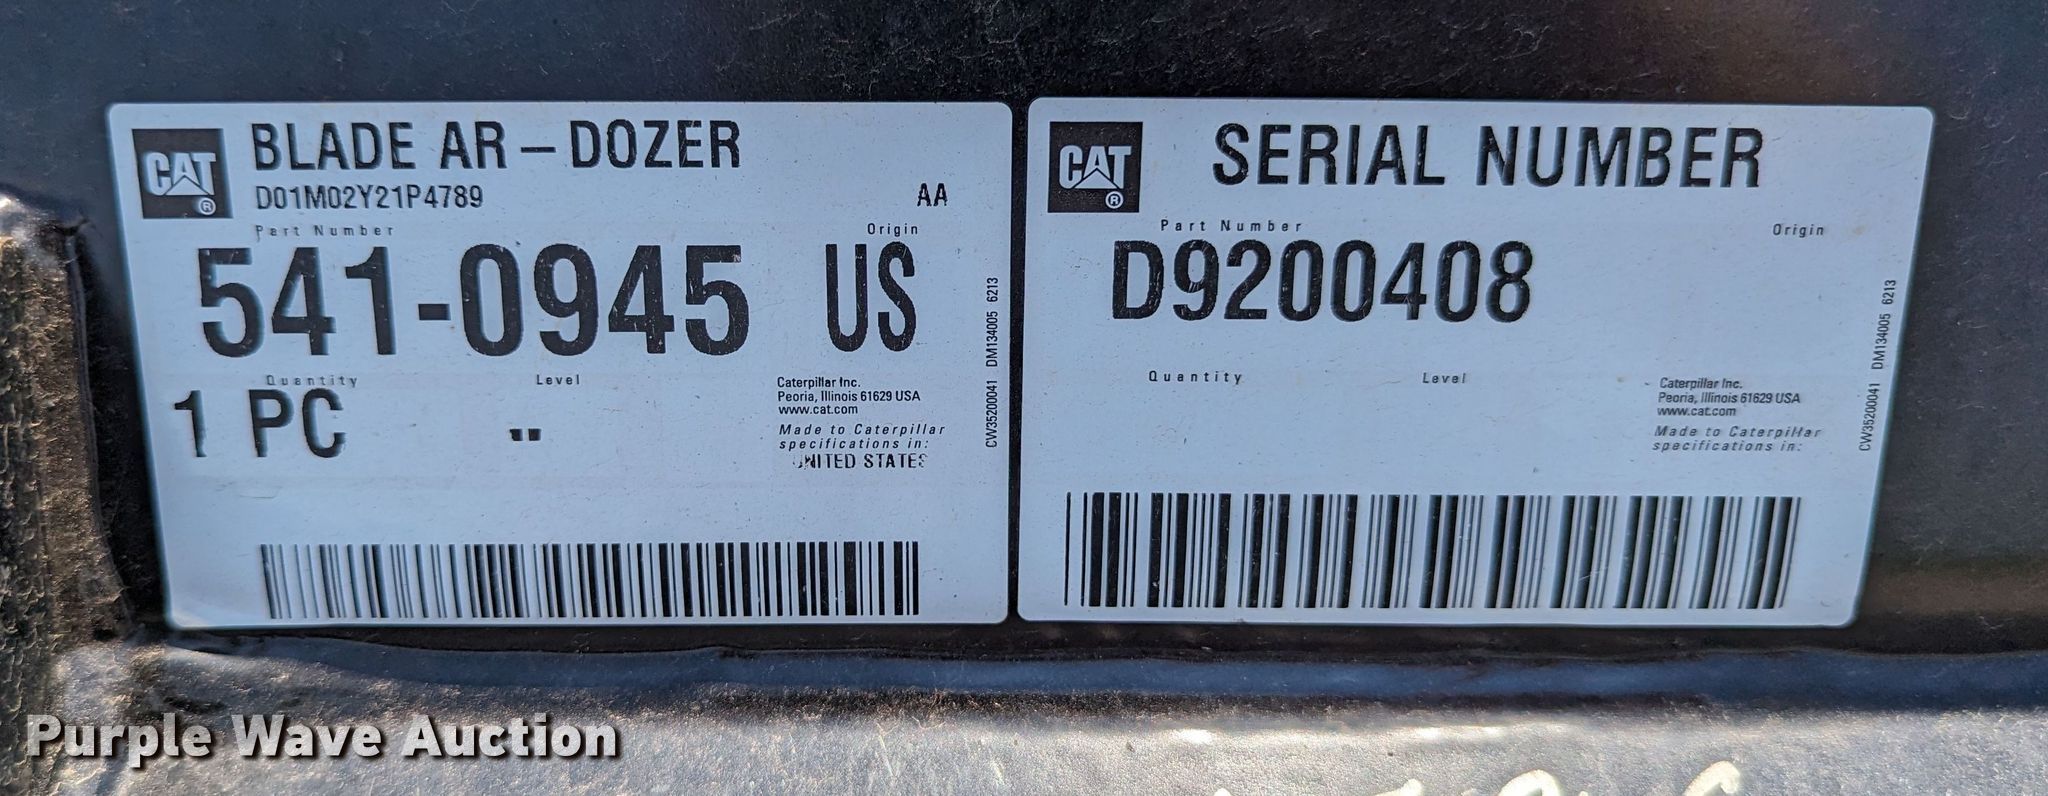 CAT
®
BLADE AR-DOZER
D01M02Y21P4789
AA
Part Number
Origin
541-0945 US
Quantity
Level
1 PC
"
Caterpillar Inc.
Peoria, Illinois 61629 USA
www.cat.com
Made to Caterpillar
specifications in:
UNITED STATES
CW35200041 DM134005 6213
CAT
®
SERIAL NUMBER
Part Number
Origin
D9200408
Quantity
Level
Caterpillar Inc.
Peoria, Illinois 61629 USA
www.cat.com
Made to Caterpillar
specifications in:
CW35200041 DM134005 6213
Purple Wave Auction